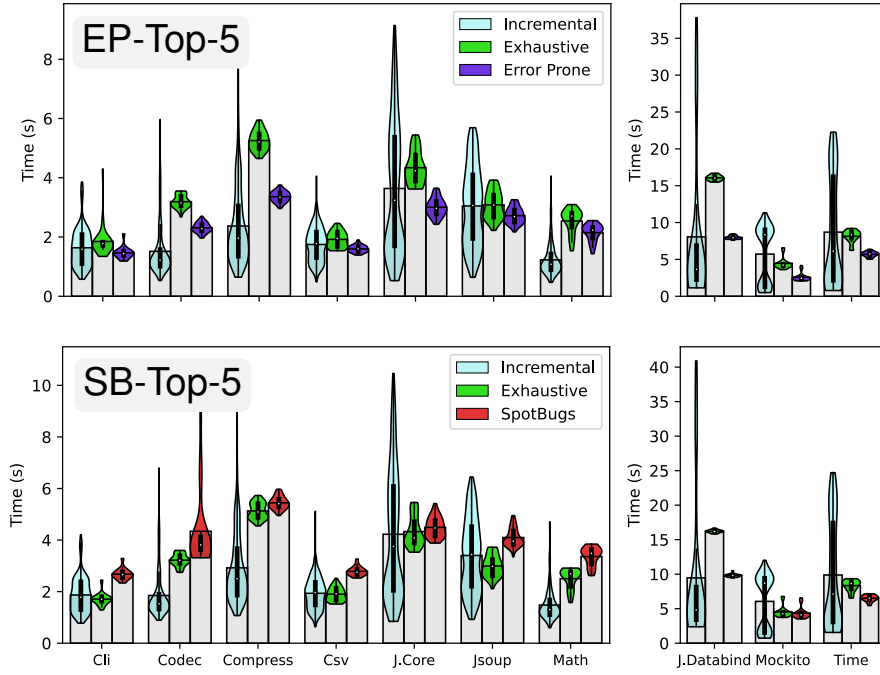 EP-Top-5
Incremental
Exhaustive
Error Prone
Time (s)
8
6
4
2
0
35
30
25
20
15
10
5
0
SB-Top-5
Incremental
Exhaustive
SpotBugs
Time (s)
10
8
6
4
2
0
Cli Codec Compress Csv J.Core Jsoup Math
Time (s)
40
35
30
25
20
15
10
5
0
J.Databind Mockito Time